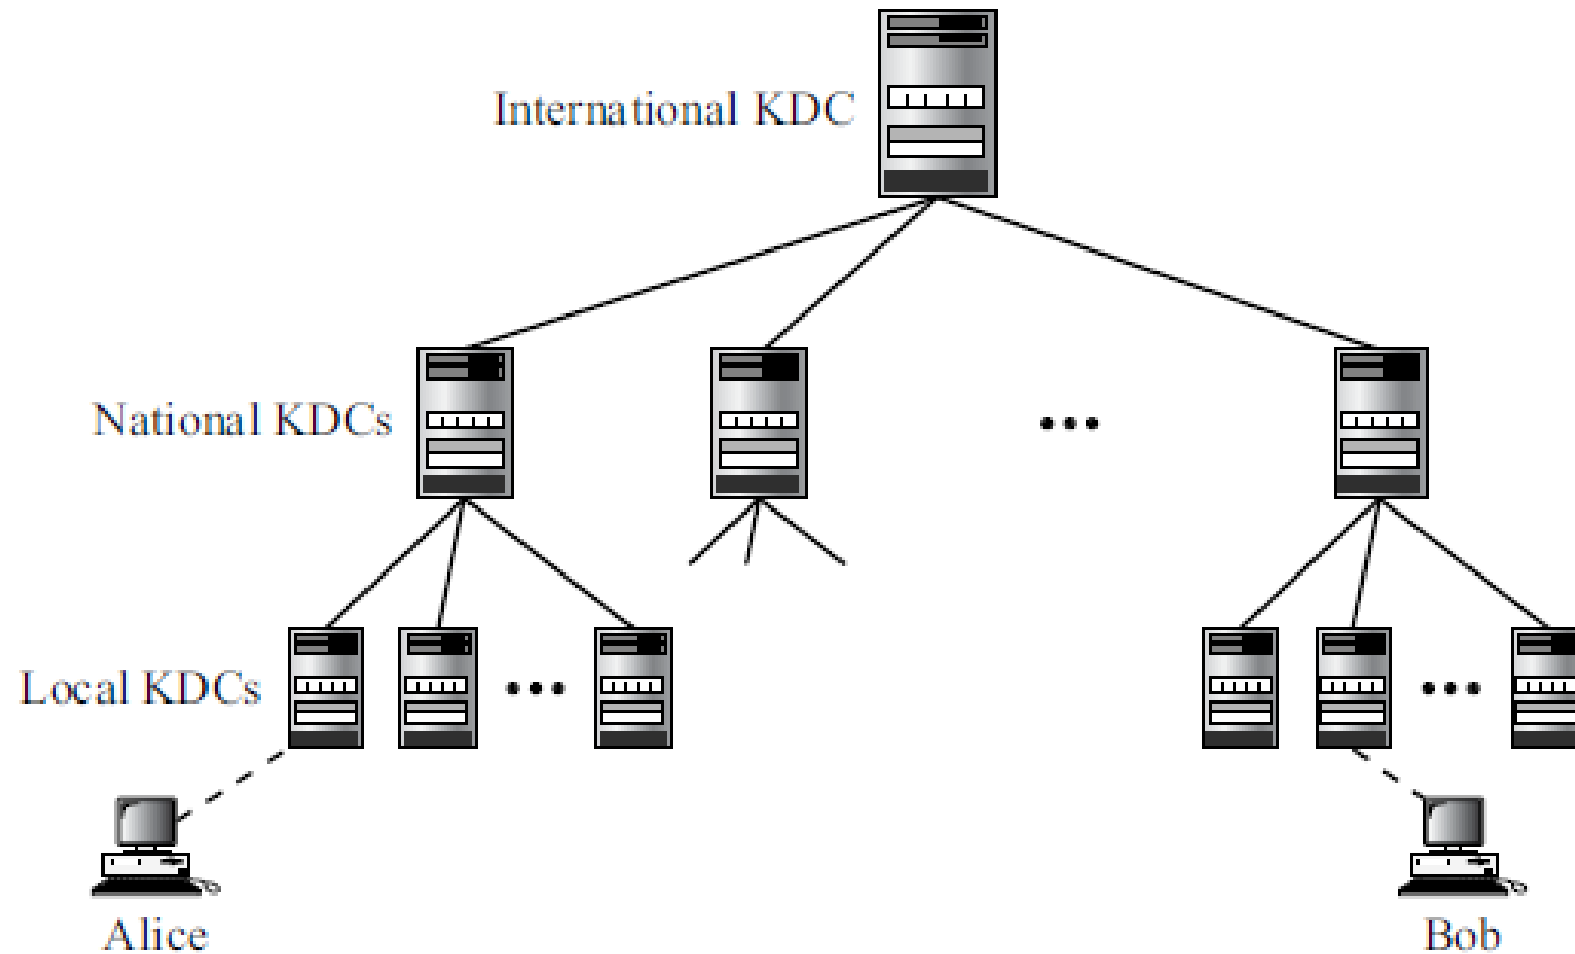 International KDC
National KDCs
Local KDCs
Alice
Bob